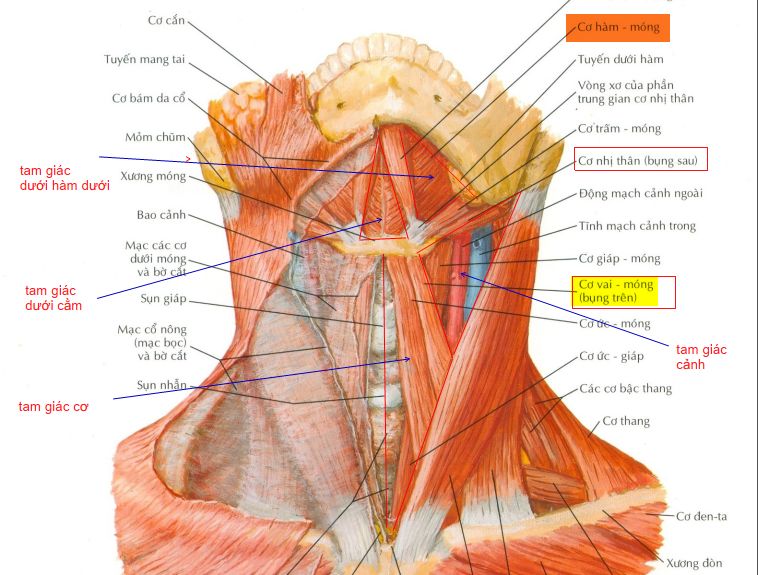 Cơ cắn
Tuyến mang tai
Cơ bám da cổ
Mỏm chũm
tam giác
dưới hàm dưới
Xương móng
Bao cảnh
Mạc các cơ
dưới móng
và bờ cắt
tam giác
dưới cằm
Sụn giáp
Mạc cổ nông
(mạc bọc)
và bờ cắt
Sụn nhẫn
tam giác cơ
Cơ hàm - móng
Tuyến dưới hàm
Vòng xơ của phần
trung gian cơ nhị thân
Cơ trâm - móng
Cơ nhị thân (bụng sau)
Động mạch cảnh ngoài
Tĩnh mạch cảnh trong
Cơ giáp - móng
Cơ vai - móng
(bụng trên)
Cơ ức - móng
tam giác
cảnh
Cơ ức - giáp
Các cơ bậc thang
Cơ thang
Cơ đen-ta
Xương đòn